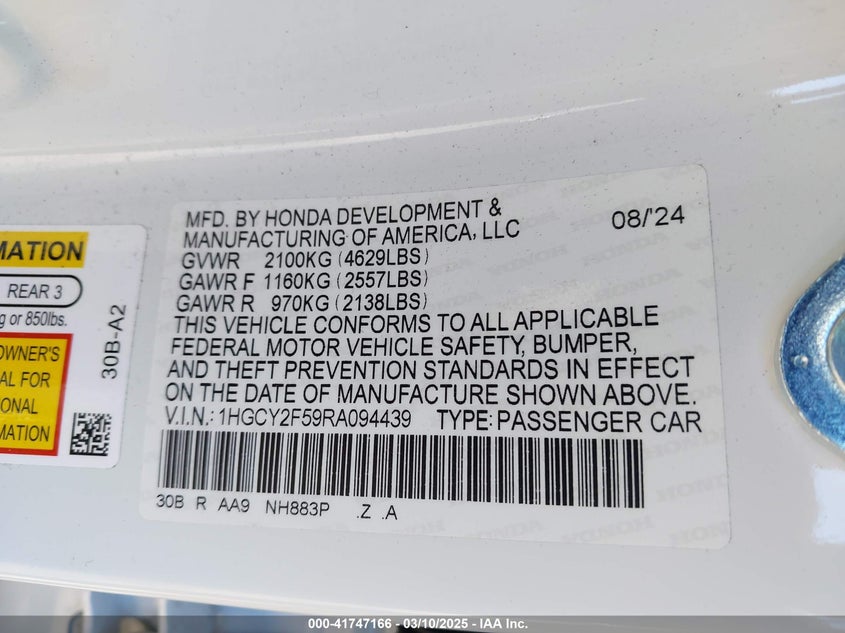 MFD. BY HONDA DEVELOPMENT &
MANUFACTURING OF AMERICA, LLC
08/'24
GVWR 2100KG (4629LBS)
GAWR F 1160KG (2557LBS)
GAWR R 970KG (2138LBS)
THIS VEHICLE CONFORMS TO ALL APPLICABLE
FEDERAL MOTOR VEHICLE SAFETY, BUMPER,
AND THEFT PREVENTION STANDARDS IN EFFECT
ON THE DATE OF MANUFACTURE SHOWN ABOVE.
V.I.N.: 1HGCY2F59RA094439 TYPE: PASSENGER CAR
30B R AA9 NH883P .Z .A
MATION
REAR 3
or 850lbs.
OWNER'S
AL FOR
IONAL
RMATION
30B-A2
000-41747166 — 03/10/2025 — IAA Inc.